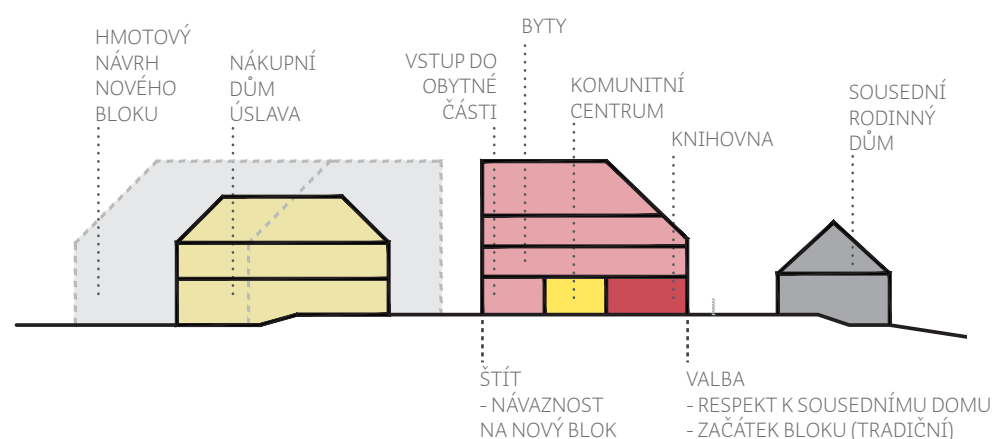 HMOTOVÝ
NÁVRH
NOVÉHO
BLOKU
NÁKUPNÍ
DŮM
ÚSLAVA
VSTUP DO
OBYTNÉ
ČÁSTI
BYTY
KOMUNITNÍ
CENTRUM
KNIHOVNA
SOUSEDNÍ
RODINNÝ
DŮM
ŠTÍT
- NÁVAZNOST
NA NOVÝ BLOK
VALBA
- RESPEKT K SOUSEDNÍMU DOMU
- ZAČÁTEK BLOKU (TRADIČNÍ)